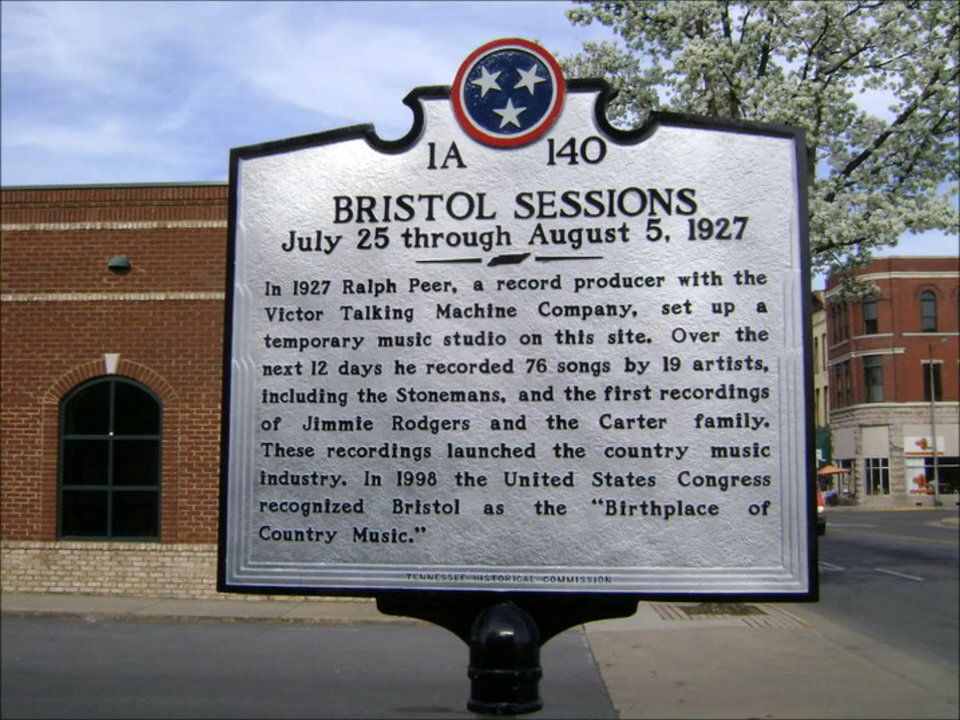 1A 140
BRISTOL SESSIONS
July 25 through August 5, 1927
In 1927 Ralph Peer, a record producer with the
Victor Talking Machine Company, set up a
temporary music studio on this site. Over the
next 12 days he recorded 76 songs by 19 artists,
including the Stonemans, and the first recordings
of Jimmie Rodgers and the Carter family.
These recordings launched the country music
industry. In 1998 the United States Congress
recognized Bristol as the “Birthplace of
Country Music.”
TENNESSEE HISTORICAL COMMISSION